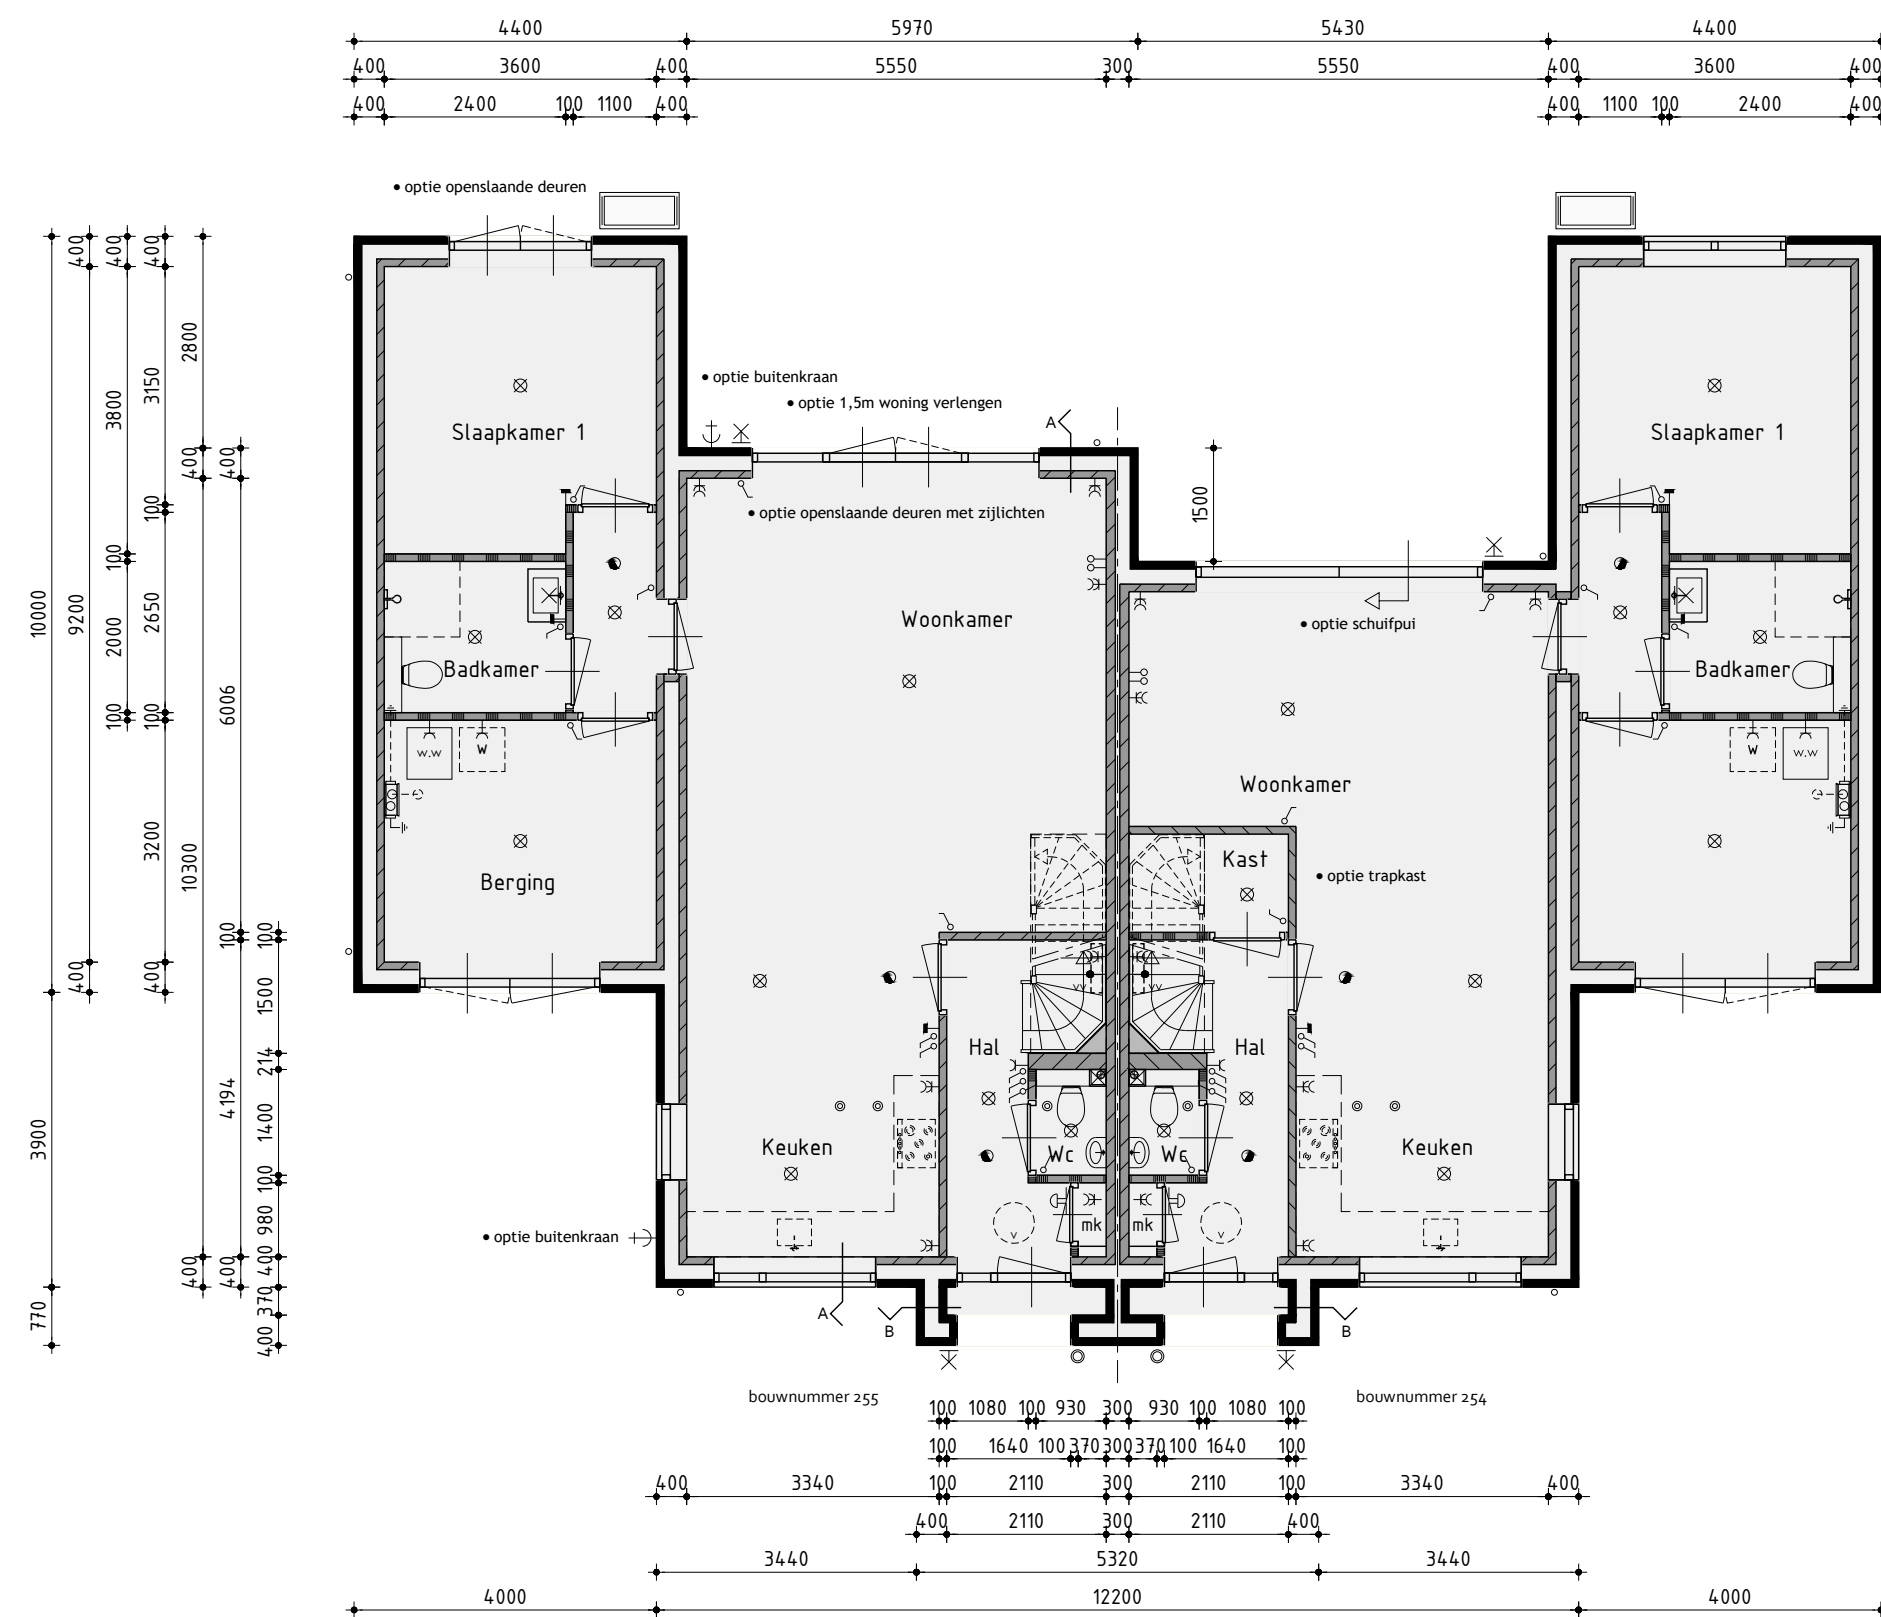 4400 5970 5430 4400
400 3600 400 5550 300 5550 400 3600 400
400 2400 100 1100 400 400 1100 100 2400 400
• optie openslaande deuren
• optie buitenkraan
• optie 1,5m woning verlengen
A
Slaapkamer 1
Slaapkamer 1
• optie openslaande deuren met zijlichten
1500
Woonkamer
• optie schuifpui
Badkamer
Badkamer
w.w
W
W
w.w
Woonkamer
Berging
Kast
• optie trapkast
Hal
Hal
Keuken
Wc
Wc
Keuken
mk
mk
V
V
• optie buitenkraan
A
B
B
10000
3900
770
400
9200
400
400
3800
100
2000
100
400
3150
100
2650
100
3200
400
2800
400
10300
400
400
6006
100
4194
400
100
1500
214
1400
100
980
400
370
400
bouwnummer 255
bouwnummer 254
100 1080 100 930 300 930 100 1080 100
100 1640 100 370 300 370 100 1640 100
400 3340 100 2110 300 2110 100 3340 400
400 2110 300 2110 400
3440 5320 3440
4000 12200 4000